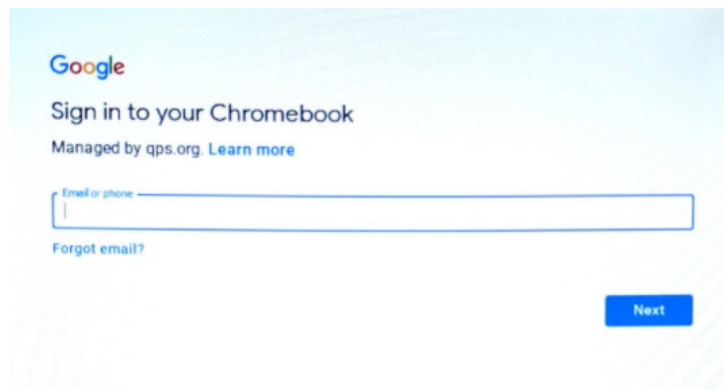 Google
Sign in to your Chromebook
Managed by qps.org. Learn more
Email or phone
Forgot email?
Next